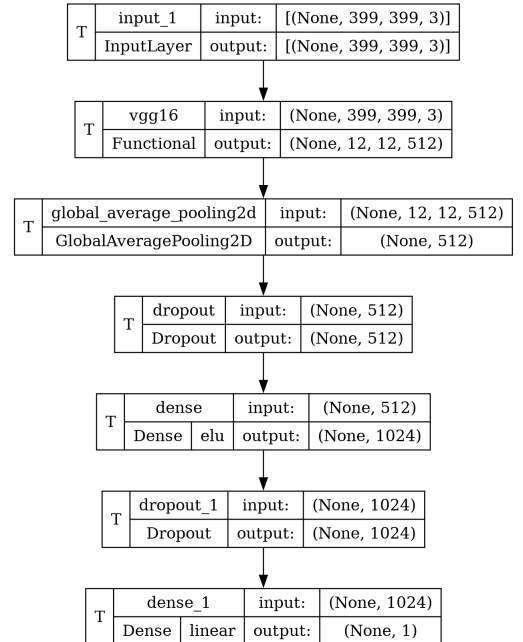 T input_1 input: [(None, 399, 399, 3)]
InputLayer output: [(None, 399, 399, 3)]
T vgg16 input: (None, 399, 399, 3)
Functional output: (None, 12, 12, 512)
T global_average_pooling2d input: (None, 12, 12, 512)
GlobalAveragePooling2D output: (None, 512)
T dropout input: (None, 512)
Dropout output: (None, 512)
T dense input: (None, 512)
Dense elu output: (None, 1024)
T dropout_1 input: (None, 1024)
Dropout output: (None, 1024)
T dense_1 input: (None, 1024)
Dense linear output: (None, 1)